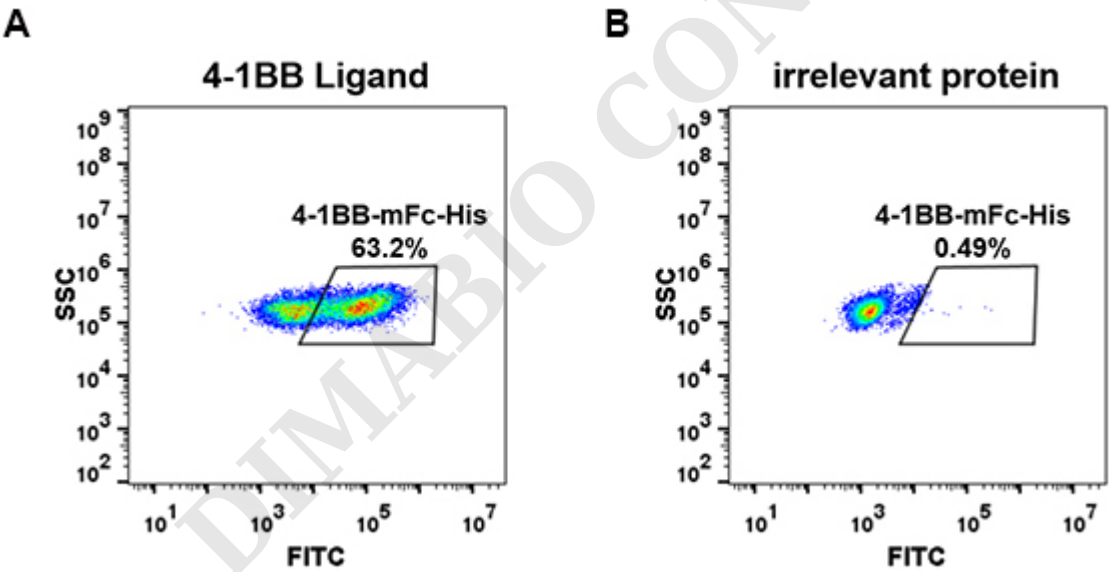 A
B
4-1BB Ligand
irrelevant protein
10^9
10^8
10^7
10^6
10^5
10^4
10^3
10^2
SSC
4-1BB-mFc-His
63.2%
10^1
10^3
10^5
10^7
FITC
10^9
10^8
10^7
10^6
10^5
10^4
10^3
10^2
SSC
4-1BB-mFc-His
0.49%
10^1
10^3
10^5
10^7
FITC
DIMABIO CON